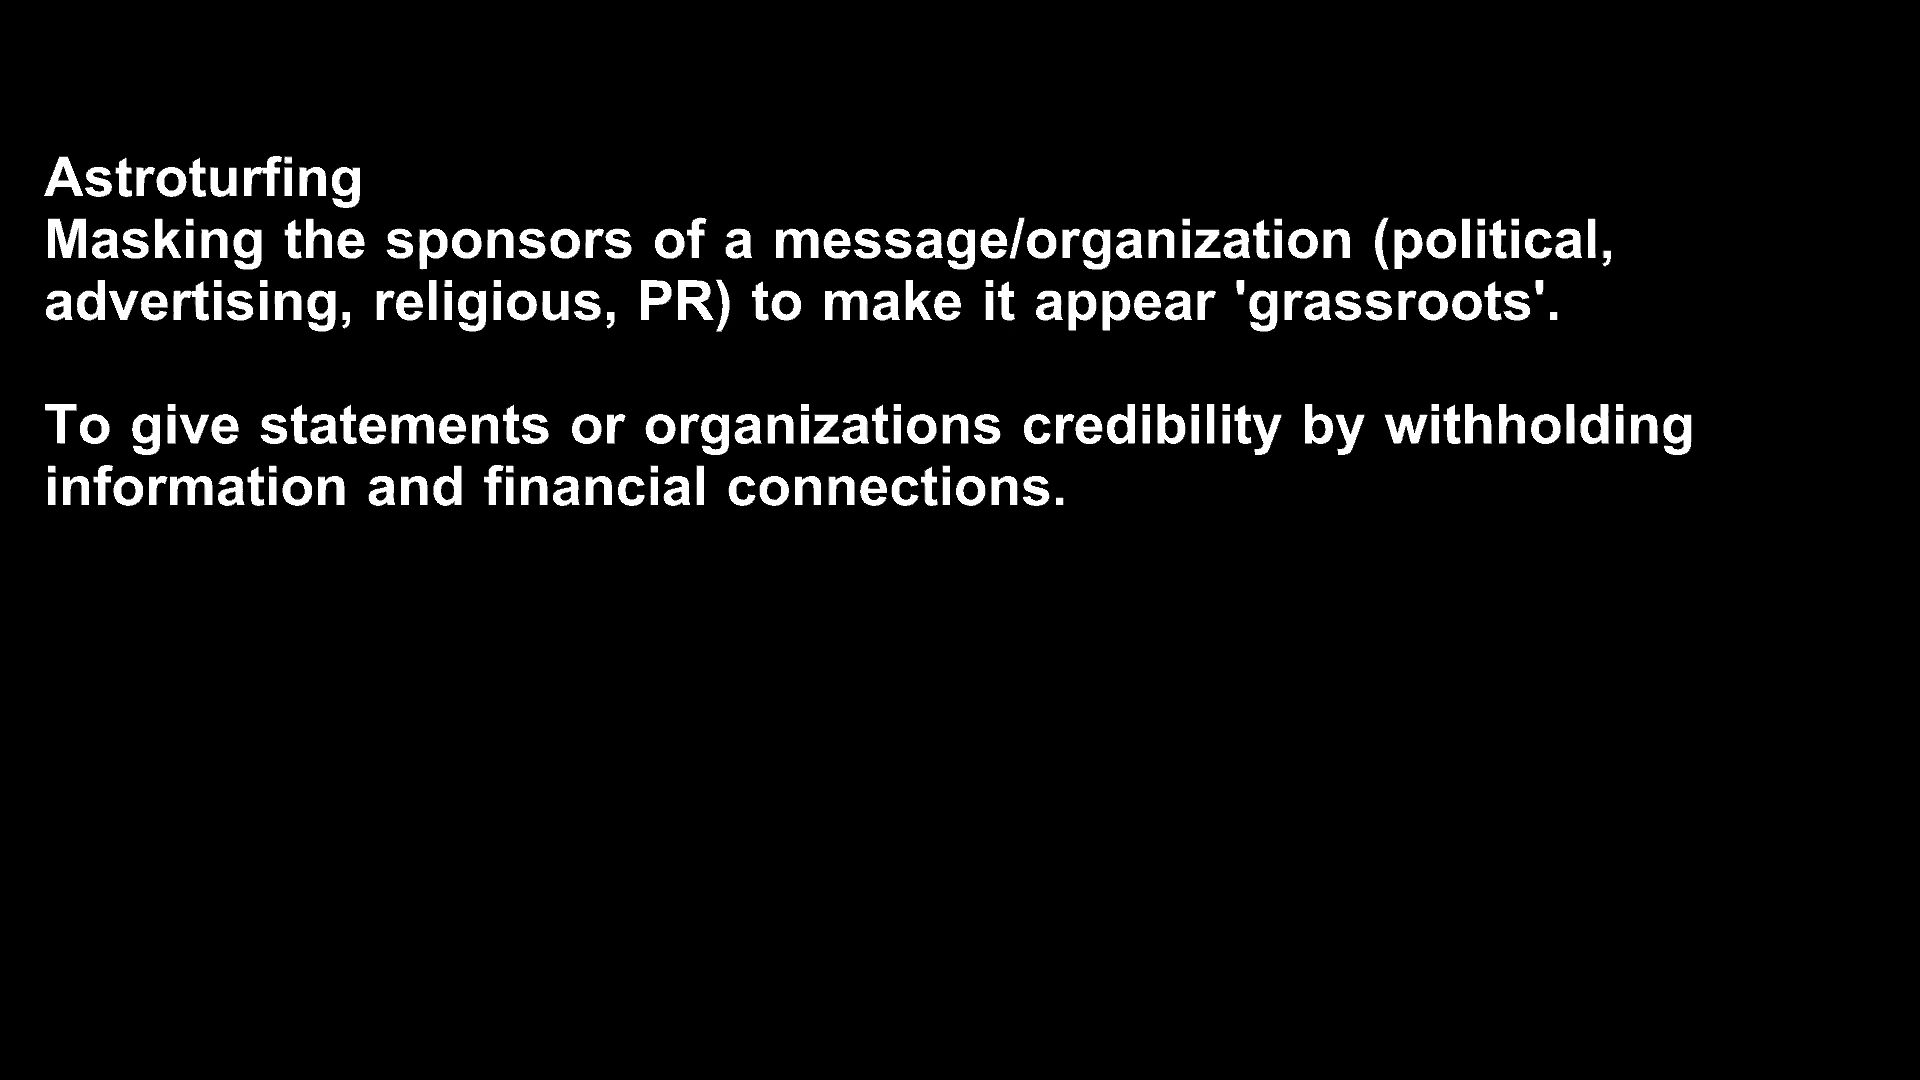 Astroturfing
Masking the sponsors of a message/organization (political,
advertising, religious, PR) to make it appear 'grassroots'.
To give statements or organizations credibility by withholding
information and financial connections.